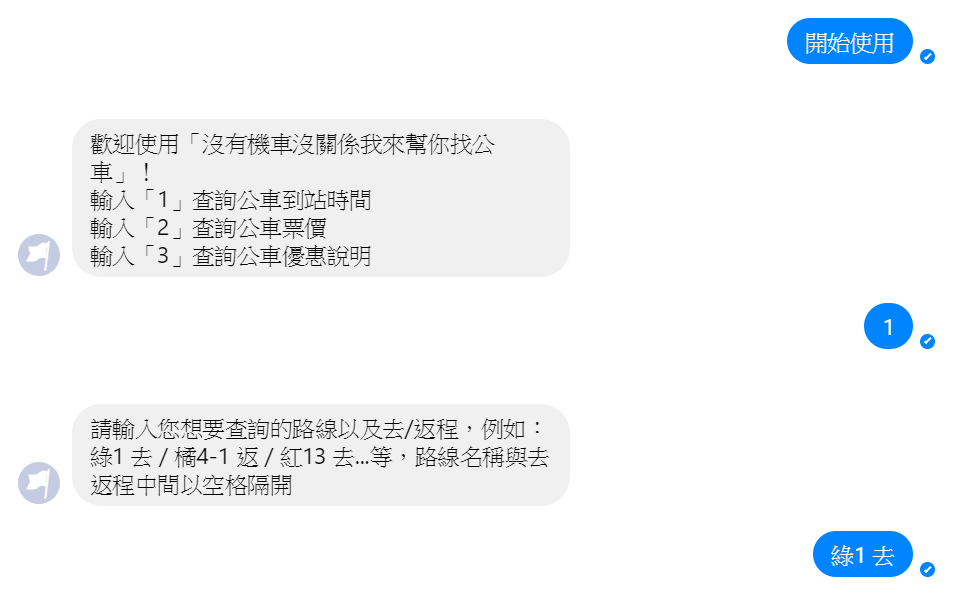 開始使用
歡迎使用「沒有機車沒關係我來幫你找公
車」！
輸入「1」查詢公車到站時間
輸入「2」查詢公車票價
輸入「3」查詢公車優惠說明
1
請輸入您想要查詢的路線以及去/返程，例如：
綠1 去 / 橘4-1 返 / 紅13 去...等，路線名稱與去
返程中間以空格隔開
綠1 去